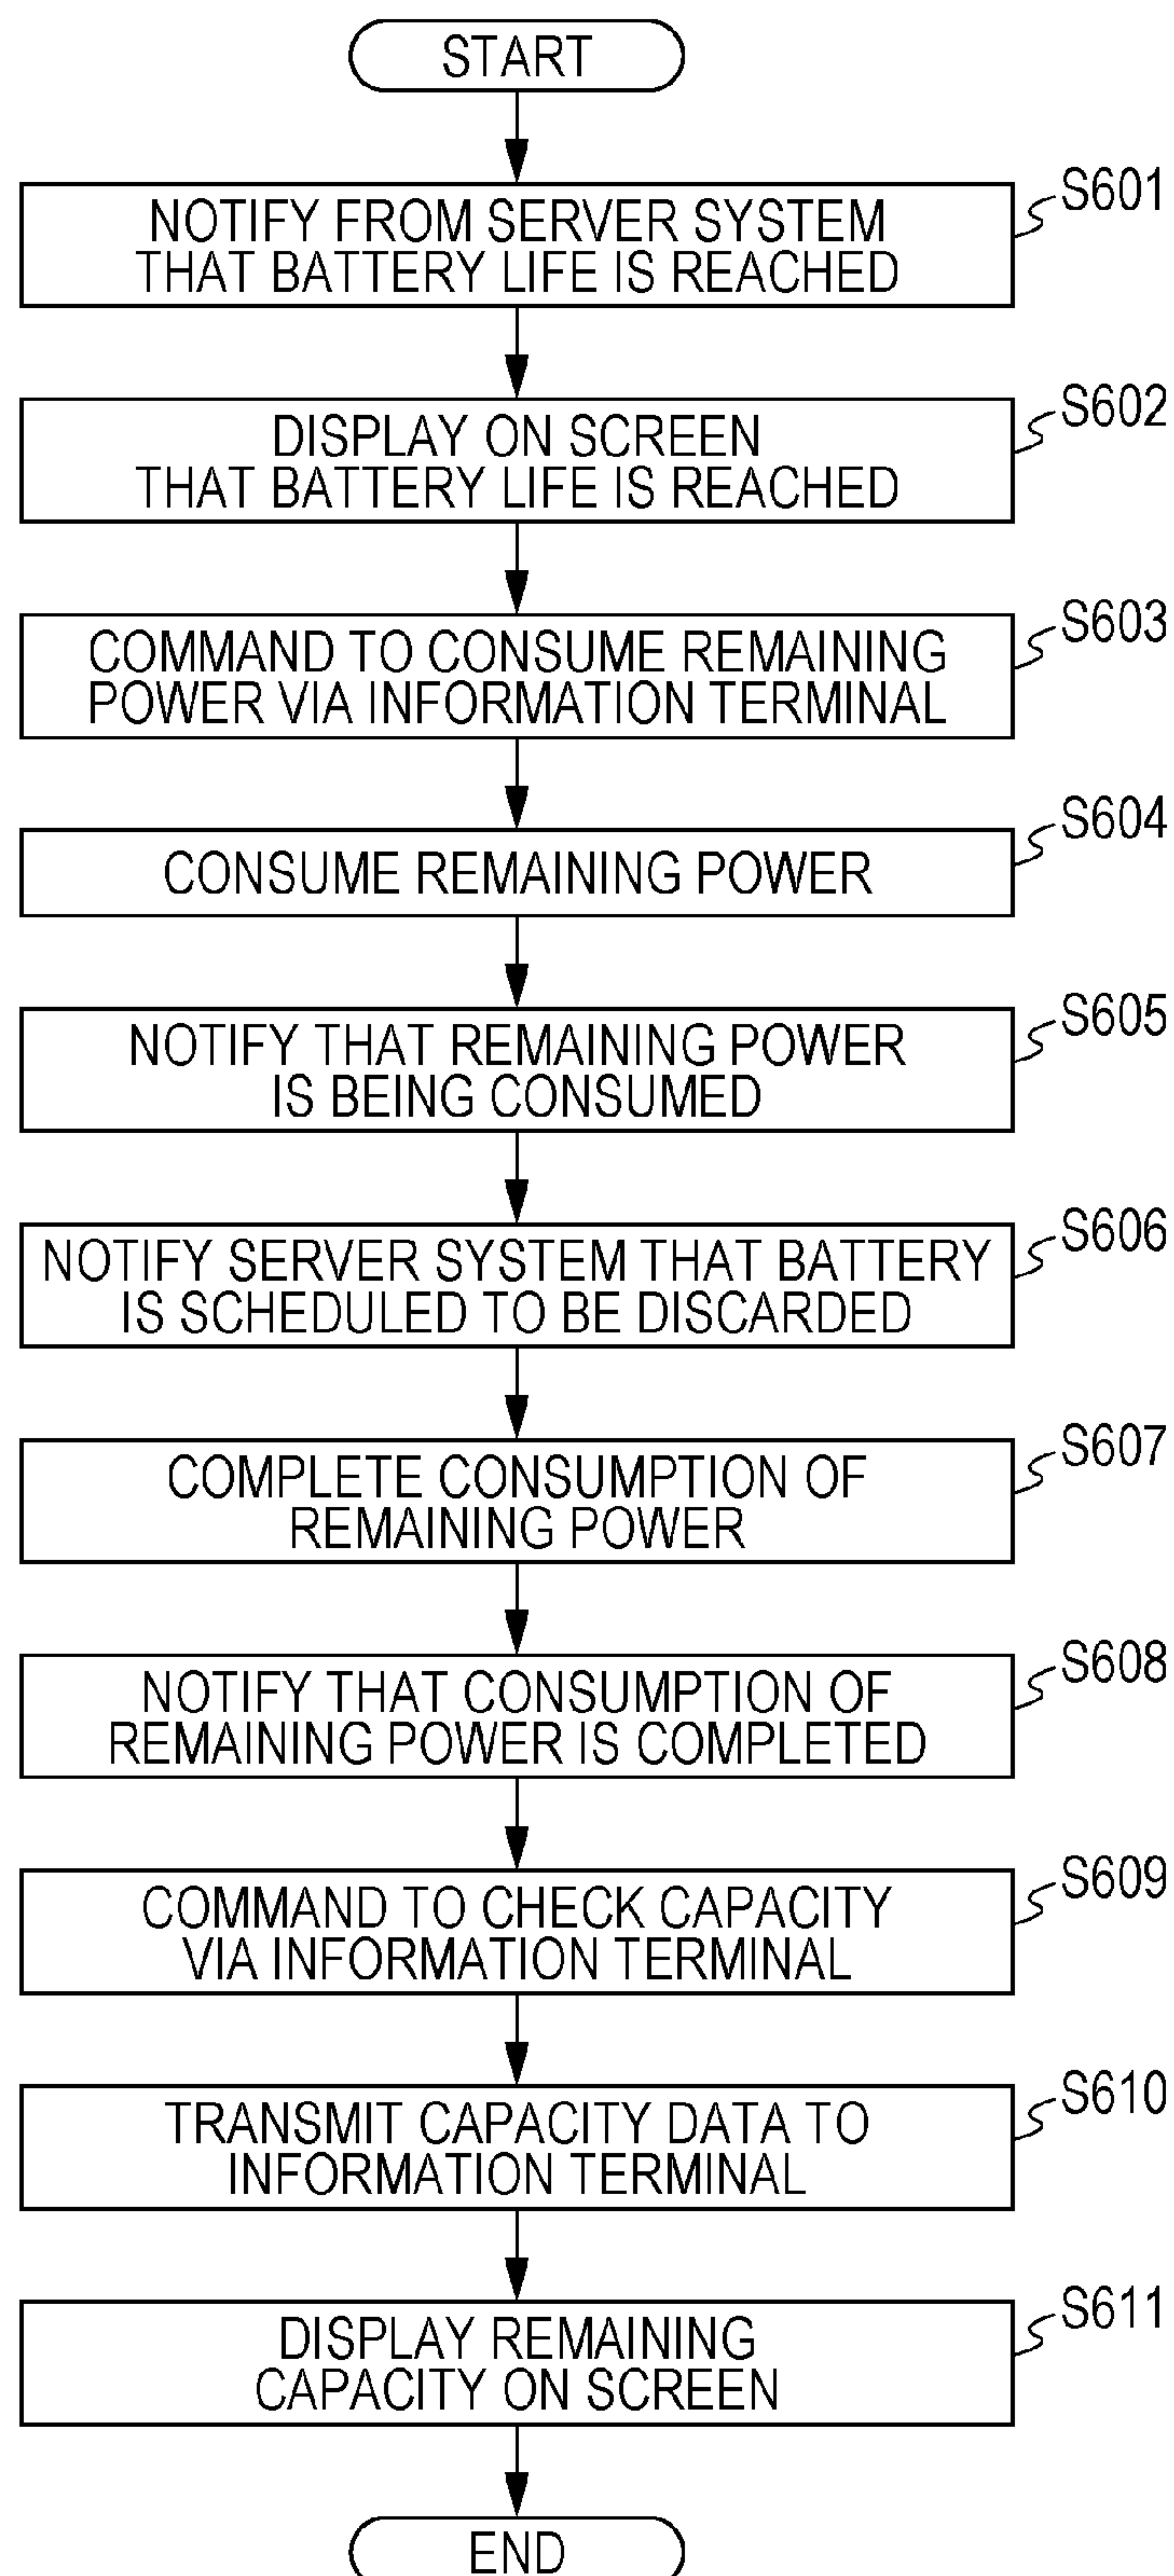 START
S601
NOTIFY FROM SERVER SYSTEM
THAT BATTERY LIFE IS REACHED
S602
DISPLAY ON SCREEN
THAT BATTERY LIFE IS REACHED
S603
COMMAND TO CONSUME REMAINING
POWER VIA INFORMATION TERMINAL
S604
CONSUME REMAINING POWER
S605
NOTIFY THAT REMAINING POWER
IS BEING CONSUMED
S606
NOTIFY SERVER SYSTEM THAT BATTERY
IS SCHEDULED TO BE DISCARDED
S607
COMPLETE CONSUMPTION OF
REMAINING POWER
S608
NOTIFY THAT CONSUMPTION OF
REMAINING POWER IS COMPLETED
S609
COMMAND TO CHECK CAPACITY
VIA INFORMATION TERMINAL
S610
TRANSMIT CAPACITY DATA TO
INFORMATION TERMINAL
S611
DISPLAY REMAINING
CAPACITY ON SCREEN
END